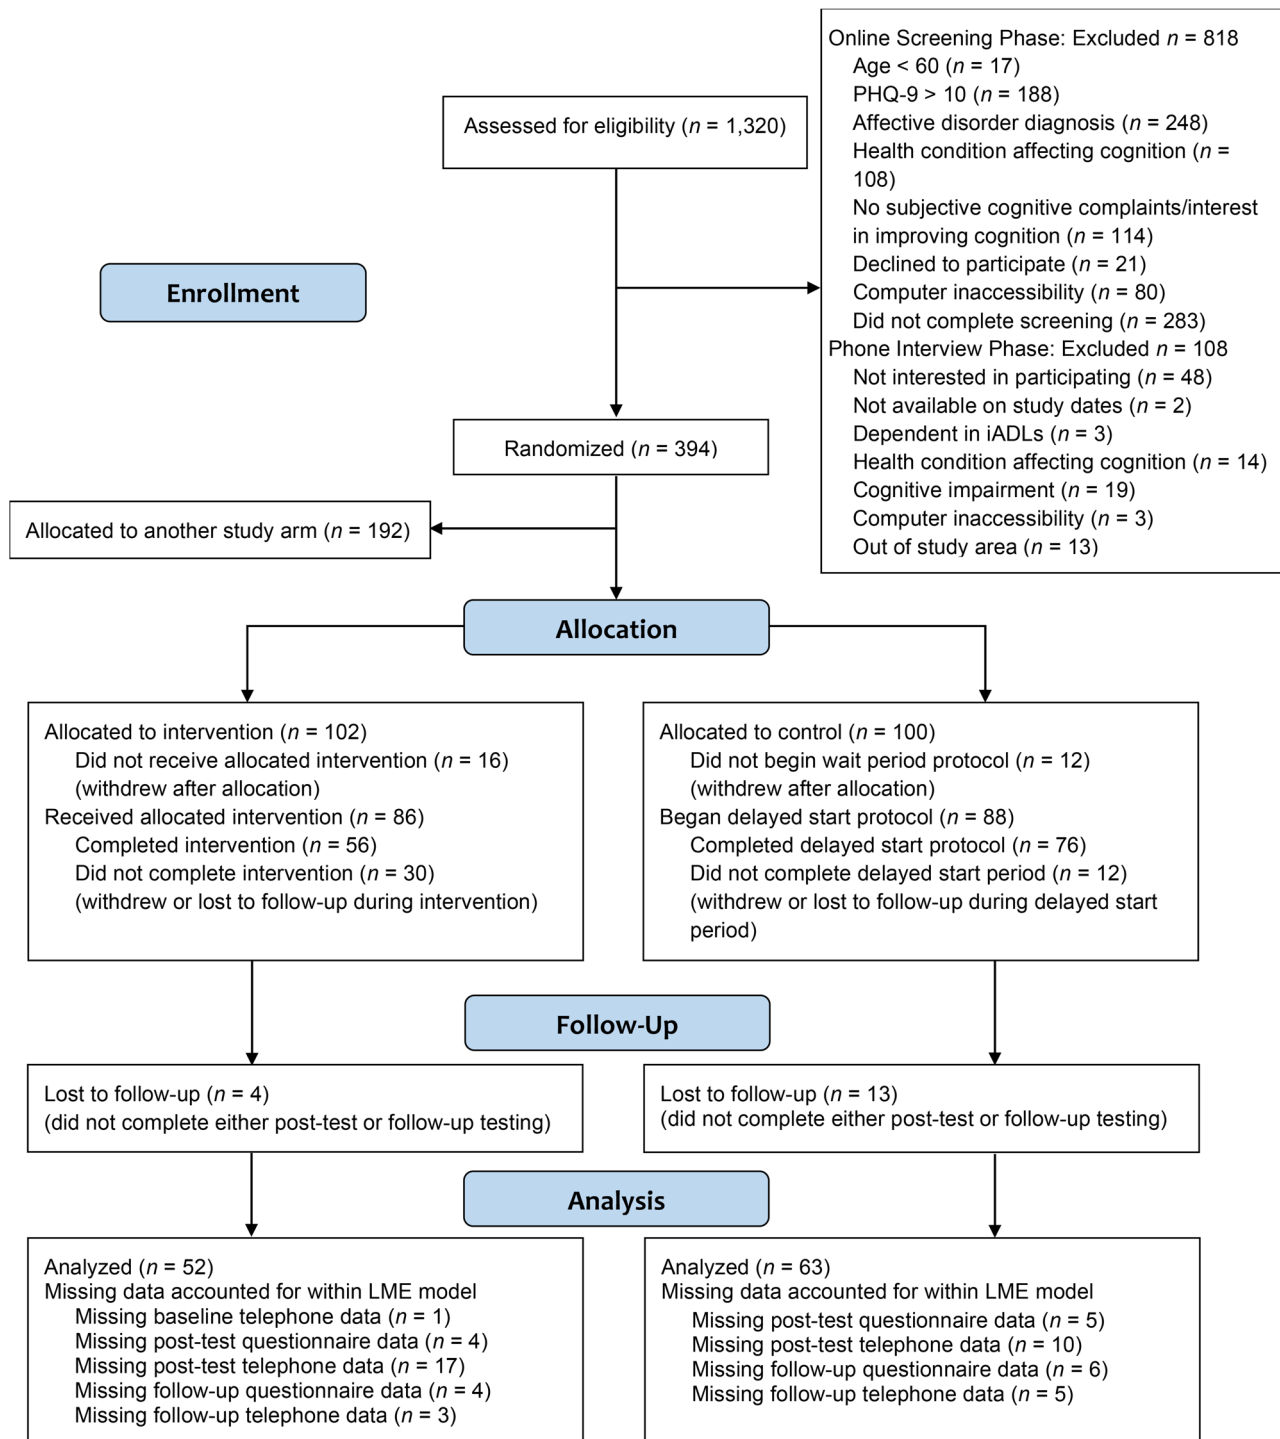 Assessed for eligibility (n = 1,320)
Online Screening Phase: Excluded n = 818
Age < 60 (n = 17)
PHQ-9 > 10 (n = 188)
Affective disorder diagnosis (n = 248)
Health condition affecting cognition (n =
108)
No subjective cognitive complaints/interest
in improving cognition (n = 114)
Declined to participate (n = 21)
Computer inaccessibility (n = 80)
Did not complete screening (n = 283)
Phone Interview Phase: Excluded n = 108
Not interested in participating (n = 48)
Not available on study dates (n = 2)
Dependent in iADLs (n = 3)
Health condition affecting cognition (n = 14)
Cognitive impairment (n = 19)
Computer inaccessibility (n = 3)
Out of study area (n = 13)
Enrollment
Randomized (n = 394)
Allocated to another study arm (n = 192)
Allocation
Allocated to intervention (n = 102)
Did not receive allocated intervention (n = 16)
(withdrew after allocation)
Received allocated intervention (n = 86)
Completed intervention (n = 56)
Did not complete intervention (n = 30)
(withdrew or lost to follow-up during intervention)
Allocated to control (n = 100)
Did not begin wait period protocol (n = 12)
(withdrew after allocation)
Began delayed start protocol (n = 88)
Completed delayed start protocol (n = 76)
Did not complete delayed start period (n = 12)
(withdrew or lost to follow-up during delayed start
period)
Follow-Up
Lost to follow-up (n = 4)
(did not complete either post-test or follow-up testing)
Lost to follow-up (n = 13)
(did not complete either post-test or follow-up testing)
Analysis
Analyzed (n = 52)
Missing data accounted for within LME model
Missing baseline telephone data (n = 1)
Missing post-test questionnaire data (n = 4)
Missing post-test telephone data (n = 17)
Missing follow-up questionnaire data (n = 4)
Missing follow-up telephone data (n = 3)
Analyzed (n = 63)
Missing data accounted for within LME model
Missing post-test questionnaire data (n = 5)
Missing post-test telephone data (n = 10)
Missing follow-up questionnaire data (n = 6)
Missing follow-up telephone data (n = 5)